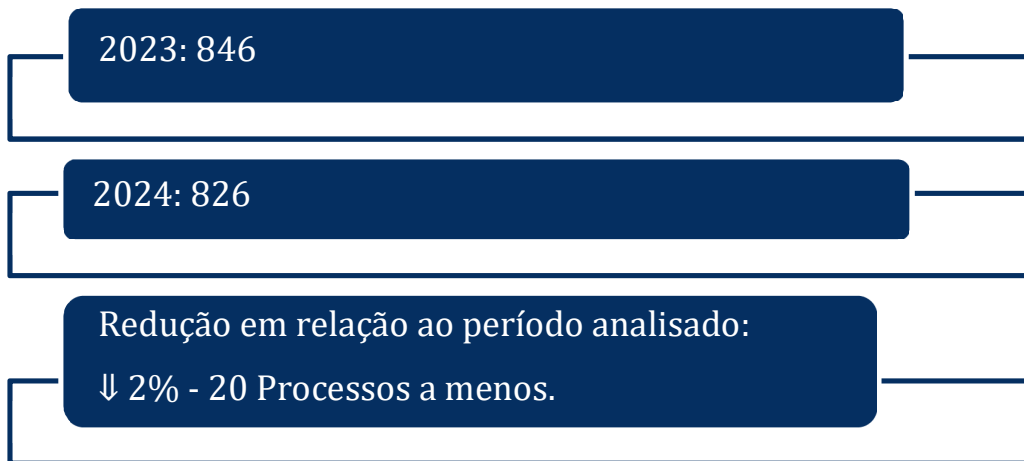 2023: 846
2024: 826
Redução em relação ao período analisado:
⇓ 2% - 20 Processos a menos.